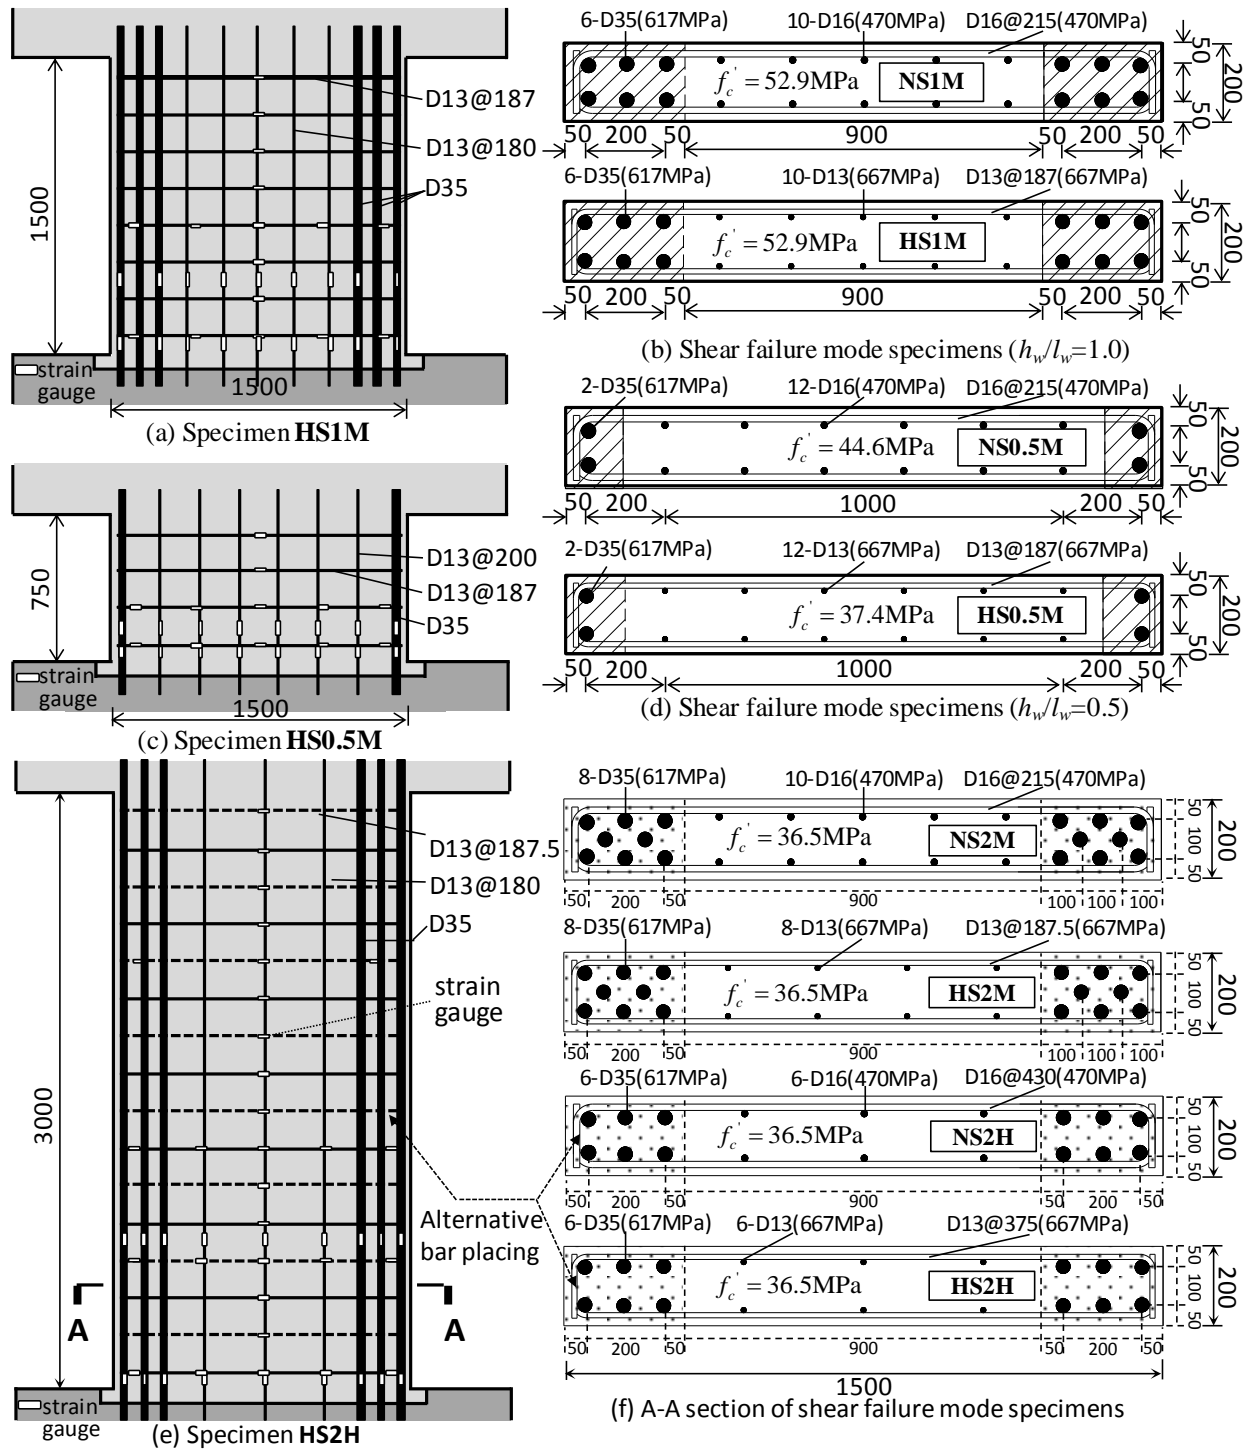 D13@187
D13@180
D35
1500
strain
gauge
1500
(a) Specimen HS1M
6-D35(617MPa)
10-D16(470MPa)
D16@215(470MPa)
fc'=52.9MPa
NS1M
50
200
50
50
200
50
900
50
200
50
6-D35(617MPa)
10-D13(667MPa)
D13@187(667MPa)
fc'=52.9MPa
HS1M
50
200
50
50
200
50
900
50
200
50
(b) Shear failure mode specimens (hw/lw=1.0)
D13@200
D13@187
D35
750
strain
gauge
1500
(c) Specimen HS0.5M
2-D35(617MPa)
12-D16(470MPa)
D16@215(470MPa)
fc'=44.6MPa
NS0.5M
50
200
50
50
200
1000
200
50
2-D35(617MPa)
12-D13(667MPa)
D13@187(667MPa)
fc'=37.4MPa
HS0.5M
50
200
50
50
200
1000
200
50
(d) Shear failure mode specimens (hw/lw=0.5)
D13@187.5
D13@180
D35
strain
gauge
3000
Alternative
bar placing
A
A
strain
gauge
(e) Specimen HS2H
8-D35(617MPa)
10-D16(470MPa)
D16@215(470MPa)
fc'=36.5MPa
NS2M
50
100
50
200
50
200
50
900
100
100
100
8-D35(617MPa)
8-D13(667MPa)
D13@187.5(667MPa)
fc'=36.5MPa
HS2M
50
100
50
200
50
200
50
900
100
100
100
6-D35(617MPa)
6-D16(470MPa)
D16@430(470MPa)
fc'=36.5MPa
NS2H
50
100
50
200
50
200
50
900
50
200
50
6-D35(617MPa)
6-D13(667MPa)
D13@375(667MPa)
fc'=36.5MPa
HS2H
50
100
50
200
50
200
50
900
50
200
50
1500
(f) A-A section of shear failure mode specimens